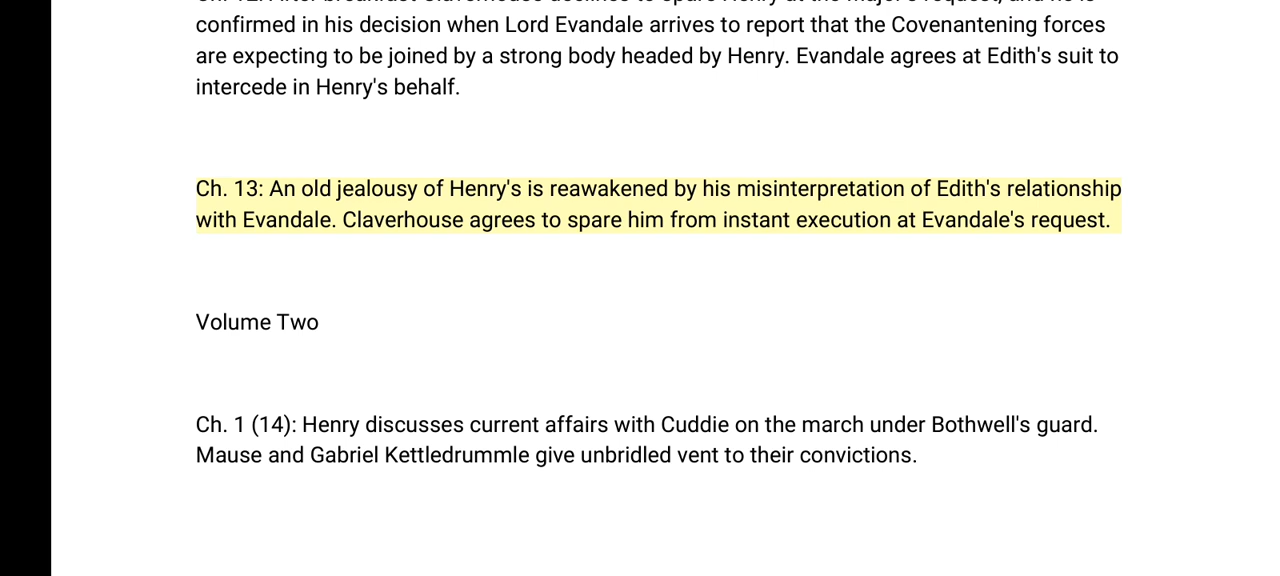 confirmed in his decision when Lord Evandale arrives to report that the Covenantening forces
are expecting to be joined by a strong body headed by Henry. Evandale agrees at Edith's suit to
intercede in Henry's behalf.
Ch. 13: An old jealousy of Henry's is reawakened by his misinterpretation of Edith's relationship
with Evandale. Claverhouse agrees to spare him from instant execution at Evandale's request.
Volume Two
Ch. 1 (14): Henry discusses current affairs with Cuddie on the march under Bothwell's guard.
Mause and Gabriel Kettledrummle give unbridled vent to their convictions.